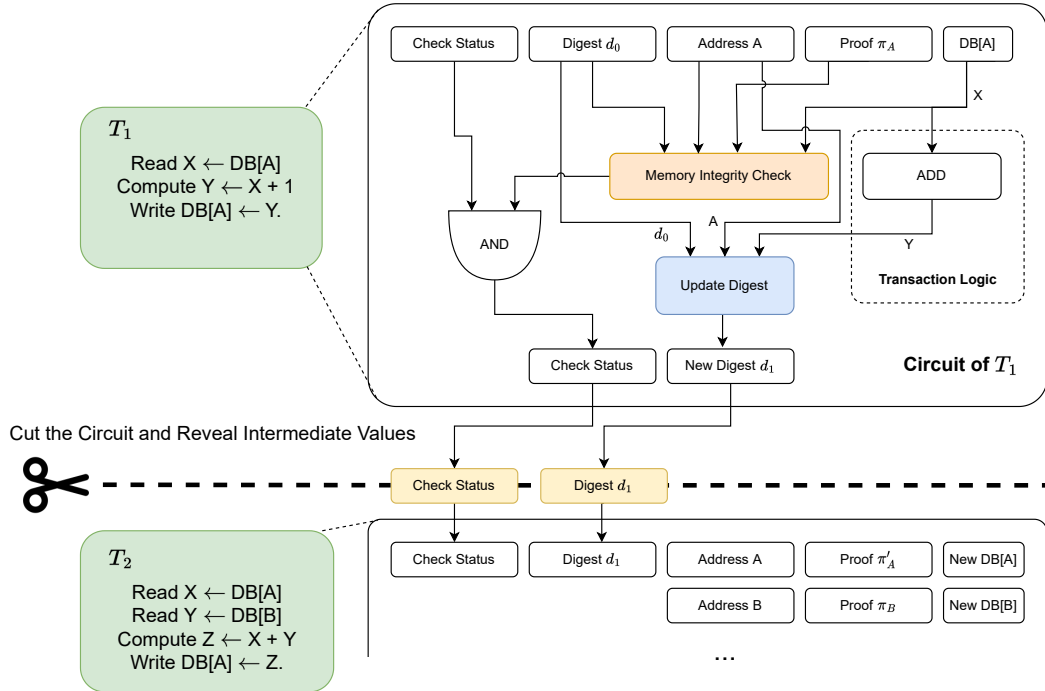 Check Status
Digest d₀
Address A
Proof π_A
DB[A]
X
T₁
Read X ← DB[A]
Compute Y ← X + 1
Write DB[A] ← Y.
Memory Integrity Check
ADD
AND
d₀
A
Y
Update Digest
Transaction Logic
Check Status
New Digest d₁
Circuit of T₁
Cut the Circuit and Reveal Intermediate Values
Check Status
Digest d₁
T₂
Read X ← DB[A]
Read Y ← DB[B]
Compute Z ← X + Y
Write DB[A] ← Z.
Check Status
Digest d₁
Address A
Proof π′_A
New DB[A]
Address B
Proof π_B
New DB[B]
...